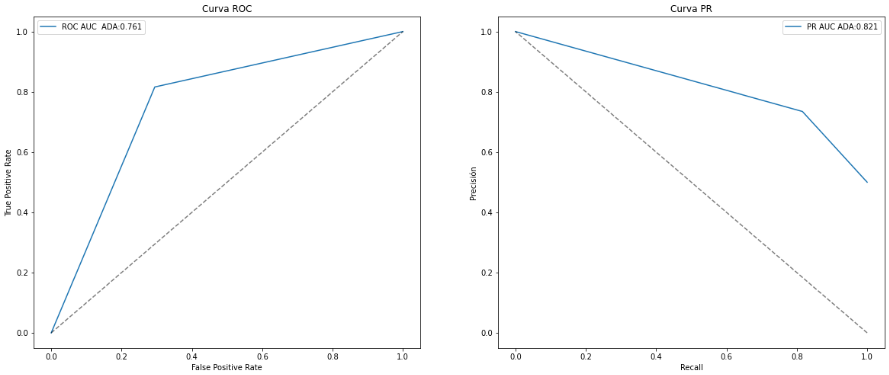 Curva ROC
ROC AUC  ADA:0.761
1.0
0.8
0.6
0.4
0.2
0.0
True Positive Rate
0.0 0.2 0.4 0.6 0.8 1.0
False Positive Rate
Curva PR
PR AUC ADA:0.821
1.0
0.8
0.6
0.4
0.2
0.0
Precisión
0.0 0.2 0.4 0.6 0.8 1.0
Recall